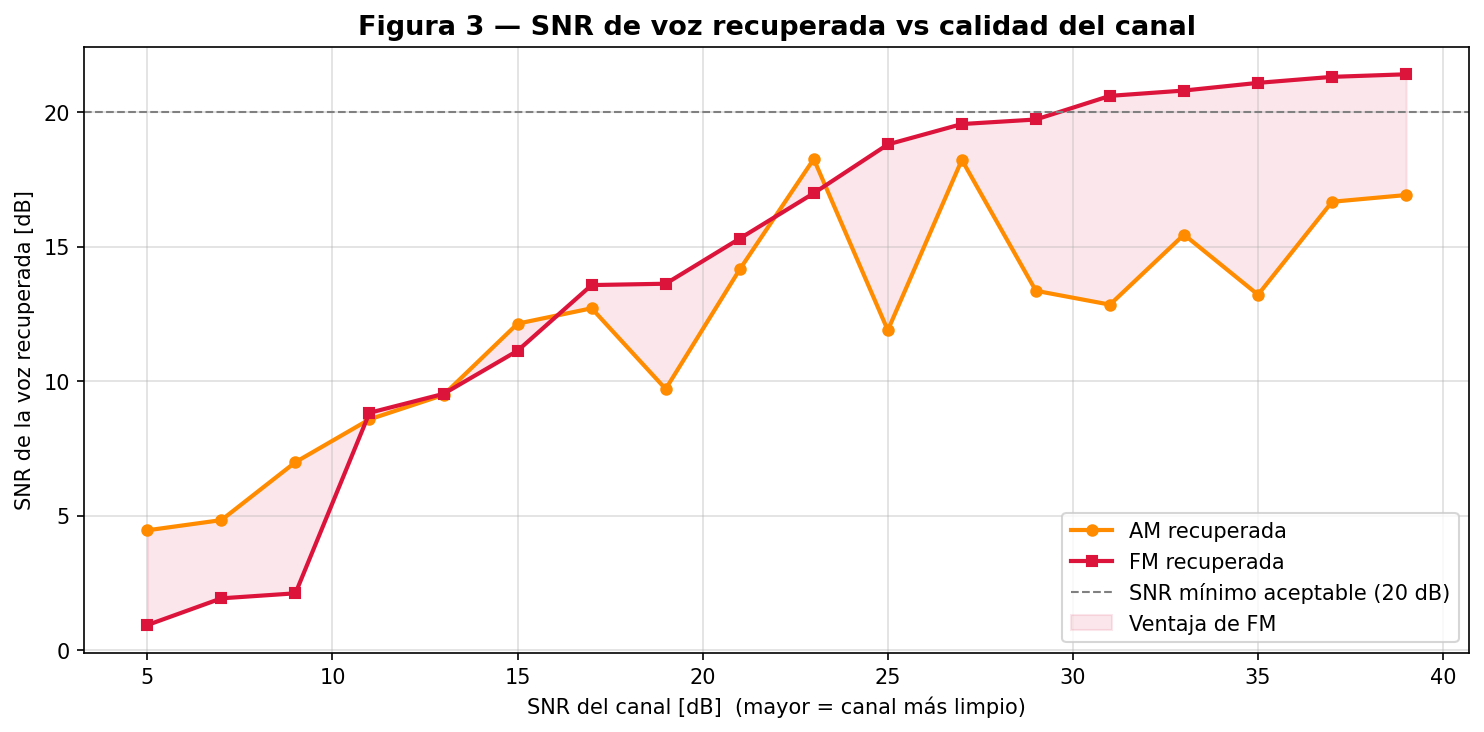 Figura 3 — SNR de voz recuperada vs calidad del canal
SNR de la voz recuperada [dB]
20
15
10
5
0
AM recuperada
FM recuperada
SNR mínimo aceptable (20 dB)
Ventaja de FM
5 10 15 20 25 30 35 40
SNR del canal [dB]  (mayor = canal más limpio)